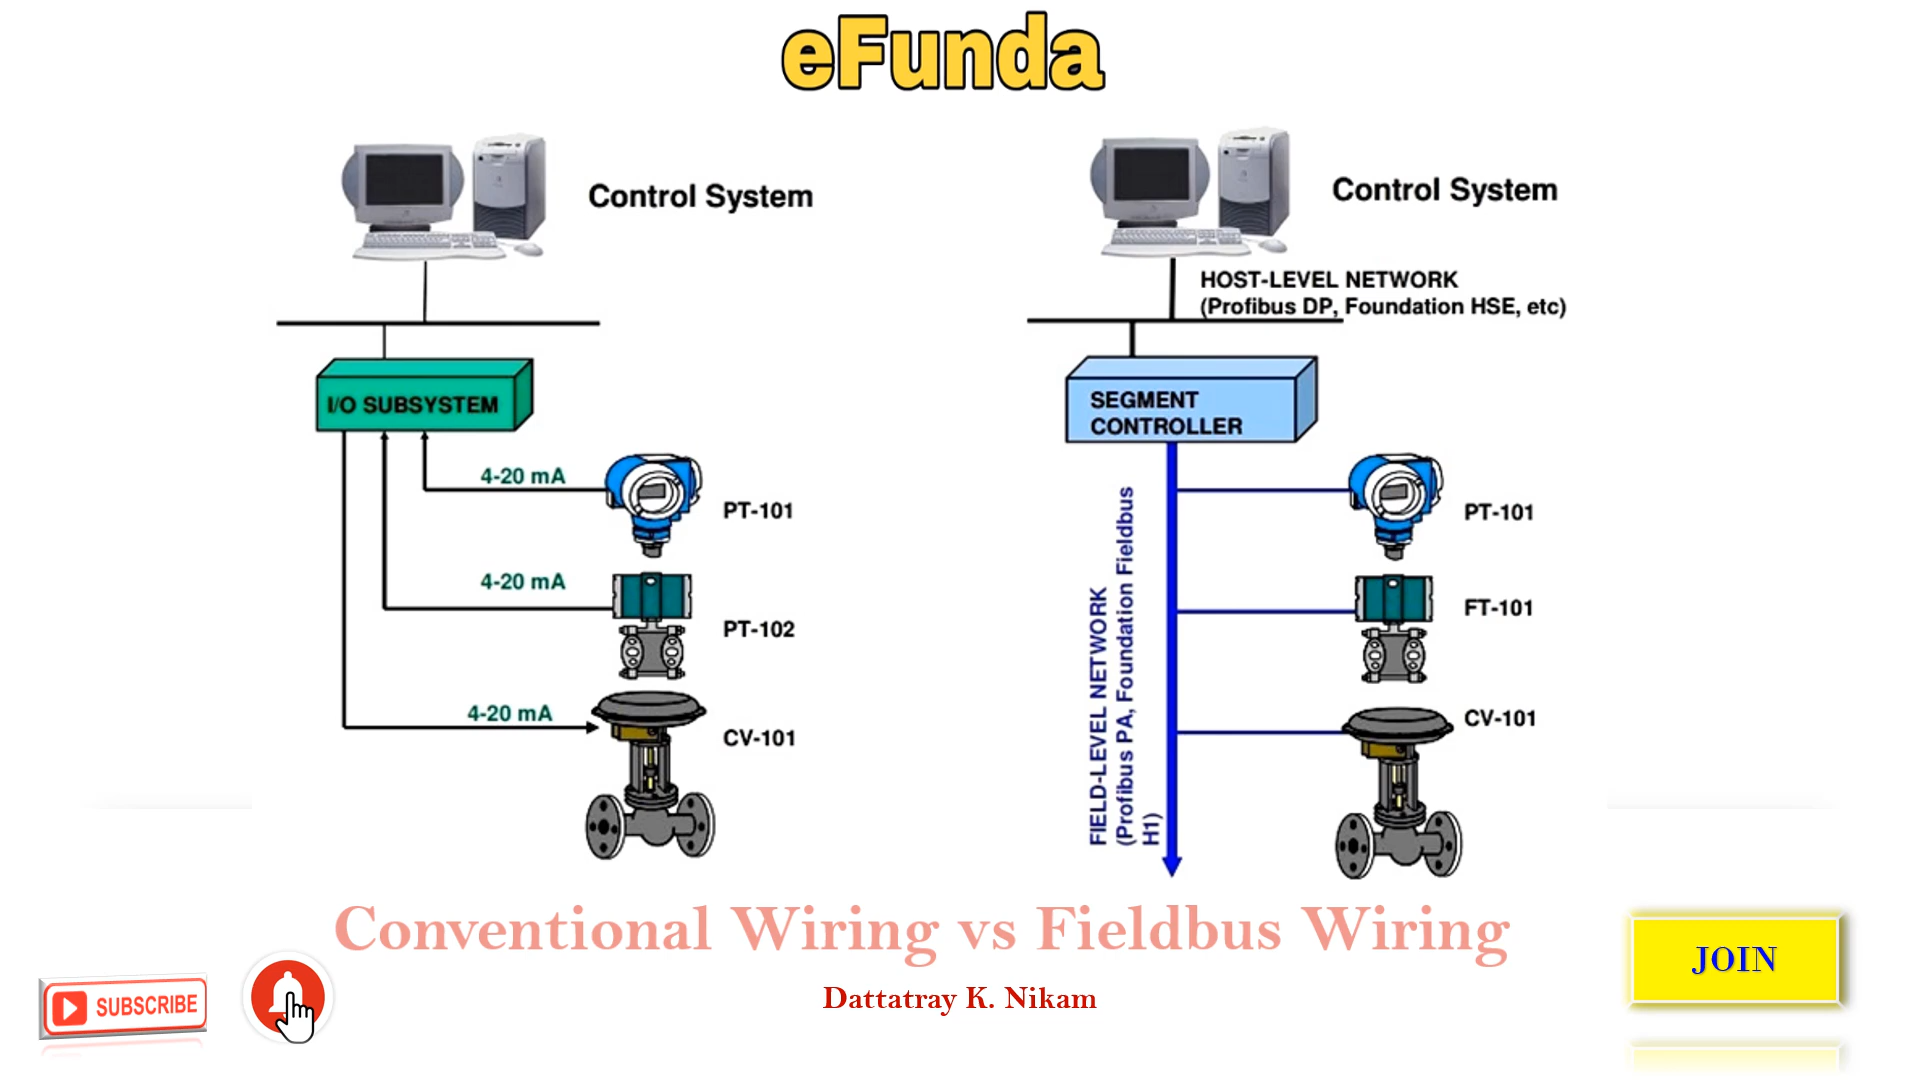 eFunda
Control System
I/O SUBSYSTEM
4-20 mA
PT-101
4-20 mA
PT-102
4-20 mA
CV-101
Control System
HOST-LEVEL NETWORK
(Profibus DP, Foundation HSE, etc)
SEGMENT
CONTROLLER
FIELD-LEVEL NETWORK
(Profibus PA, Foundation Fieldbus
H1)
PT-101
FT-101
CV-101
Conventional Wiring vs Fieldbus Wiring
Dattatray K. Nikam
SUBSCRIBE
JOIN